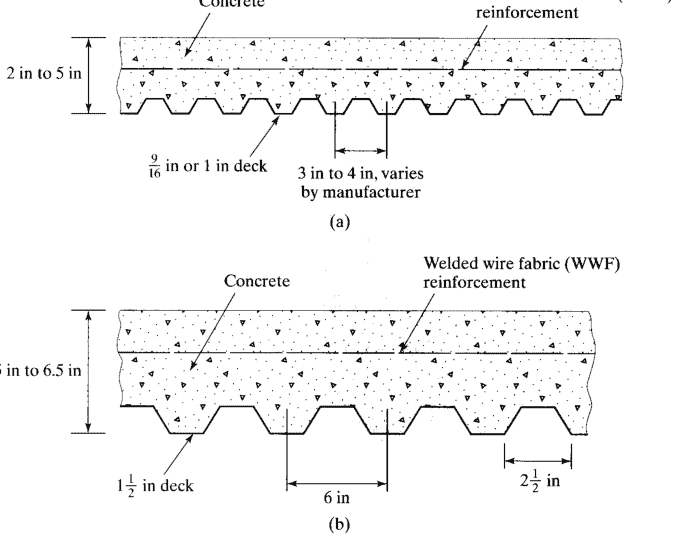 Concrete
reinforcement
2 in to 5 in
9/16 in or 1 in deck
3 in to 4 in, varies
by manufacturer
(a)
Welded wire fabric (WWF)
reinforcement
Concrete
in to 6.5 in
1 1/2 in deck
6 in
2 1/2 in
(b)